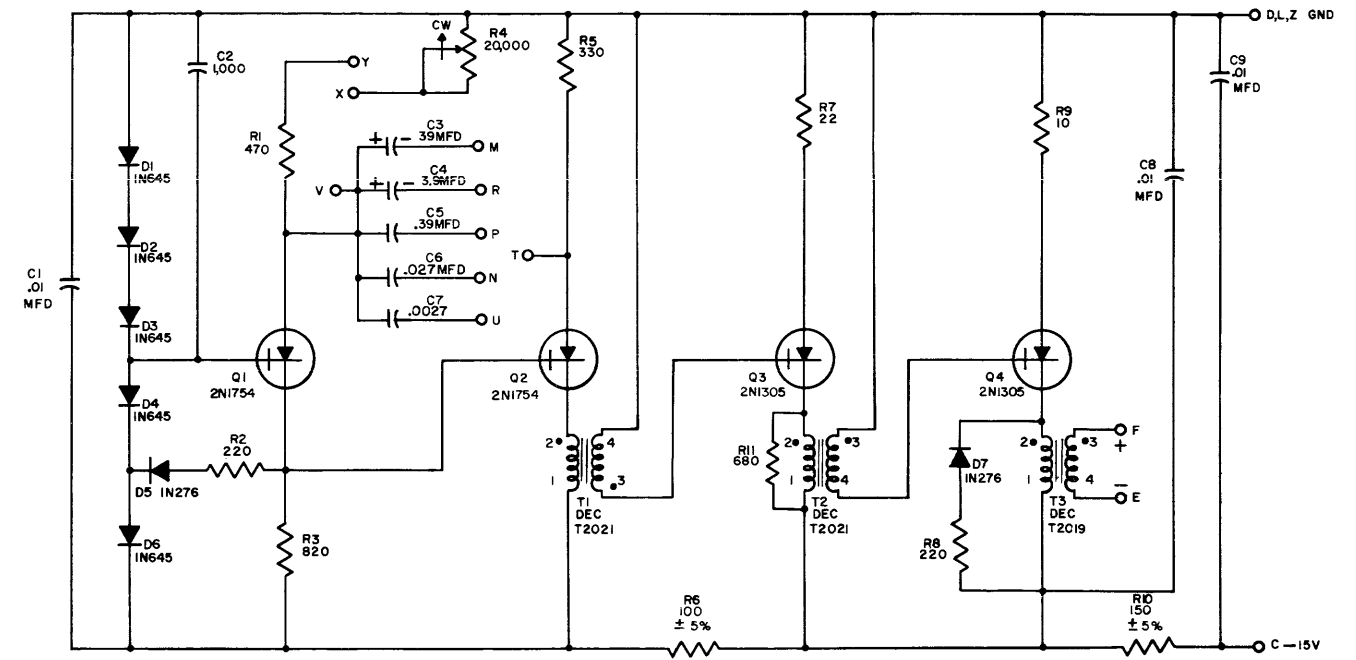 D,L,Z GND
CW
R4
20,000
R5
330
C2
1,000
Y
X
C9
.01
MFD
R7
22
R9
10
R1
470
+ - C3
39MFD
M
D1
1N645
V
+ - C4
3.9MFD
R
C8
.01
MFD
C5
.39MFD
P
D2
1N645
T
C6
.027MFD
N
C1
.01
MFD
C7
.0027
U
D3
1N645
Q1
2N1754
Q2
2N1754
Q3
2N1305
Q4
2N1305
D4
1N645
R2
220
2 4
1 3
R11
680
2 3
1 4
D7
1N276
2 3
1 4
F
+
-
E
D5 1N276
T1
DEC
T2021
T2
DEC
T2021
T3
DEC
T2019
D6
1N645
R3
820
R8
220
R6
100
± 5%
R10
150
± 5%
C -15V